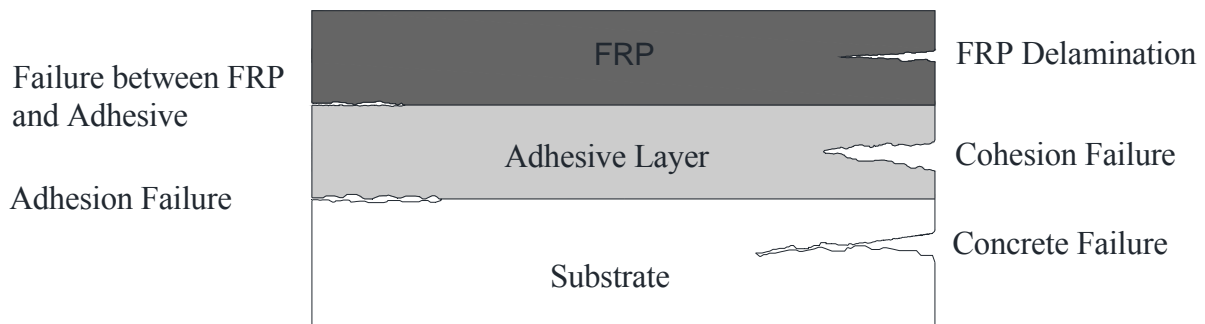 FRP
FRP Delamination
Failure between FRP
and Adhesive
Adhesive Layer
Cohesion Failure
Adhesion Failure
Concrete Failure
Substrate